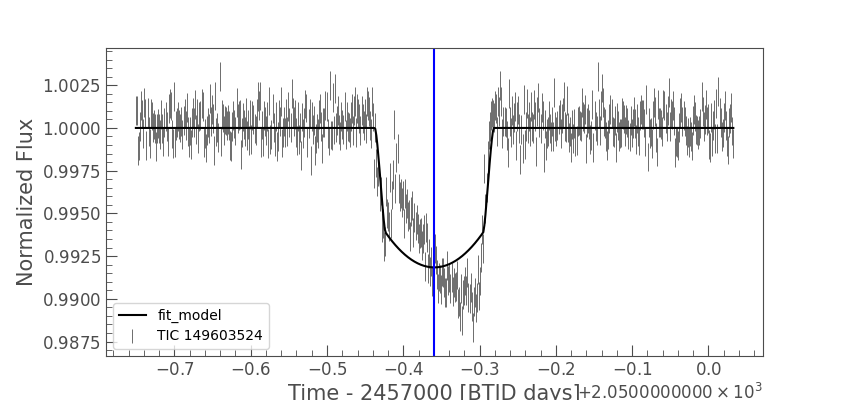 Normalized Flux
1.0025
1.0000
0.9975
0.9950
0.9925
0.9900
0.9875
fit_model
TIC 149603524
−0.7 −0.6 −0.5 −0.4 −0.3 −0.2 −0.1 0.0
Time - 2457000 [BTJD days]
+2.0500000000 × 10³